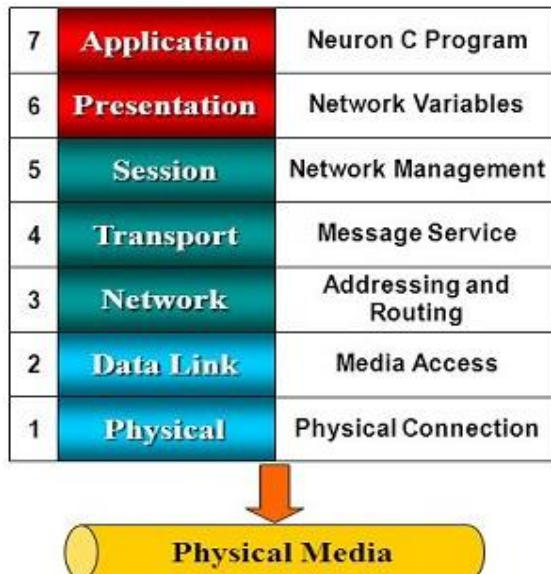 7 Application Neuron C Program
6 Presentation Network Variables
5 Session Network Management
4 Transport Message Service
3 Network Addressing and
Routing
2 Data Link Media Access
1 Physical Physical Connection
Physical Media